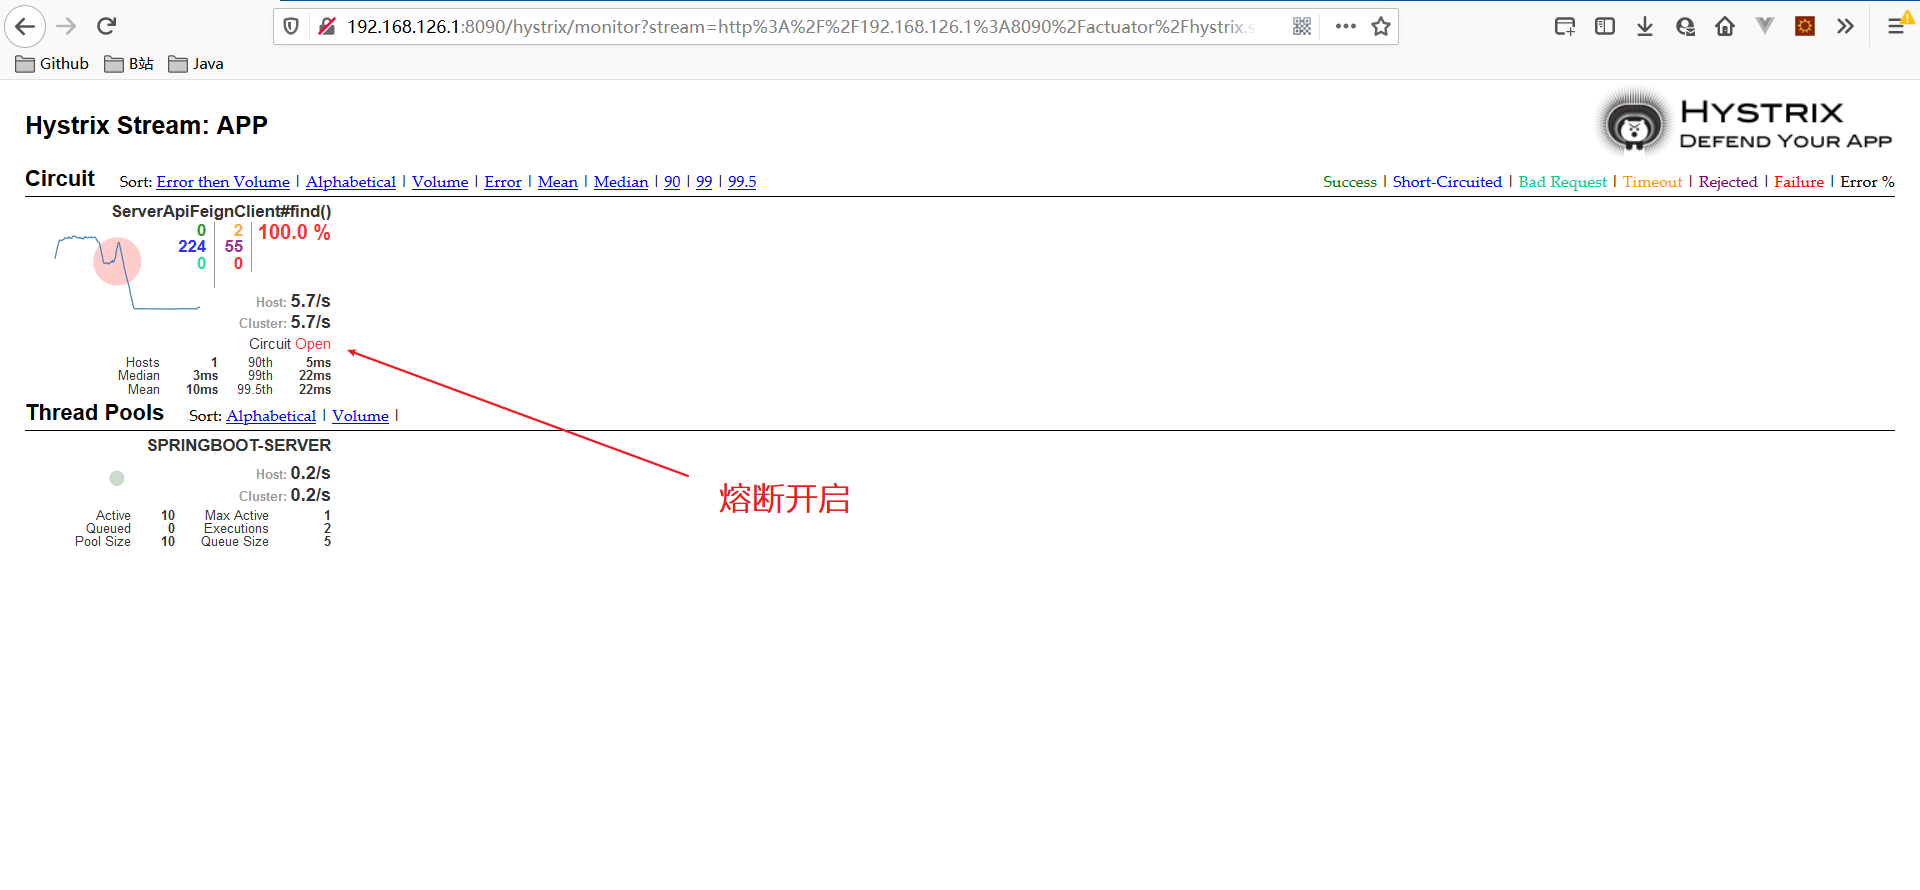 192.168.126.1:8090/hystrix/monitor?stream=http%3A%2F%2F192.168.126.1%3A8090%2Factuator%2Fhystrix.s
Github B站 Java
Hystrix Stream: APP
HYSTRIX
DEFEND YOUR APP
Circuit Sort: Error then Volume | Alphabetical | Volume | Error | Mean | Median | 90 | 99 | 99.5
Success | Short-Circuited | Bad Request | Timeout | Rejected | Failure | Error %
ServerApiFeignClient#find()
0 2 100.0 %
224 55
0 0
Host: 5.7/s
Cluster: 5.7/s
Circuit Open
Hosts 1 90th 5ms
Median 3ms 99th 22ms
Mean 10ms 99.5th 22ms
Thread Pools Sort: Alphabetical | Volume |
SPRINGBOOT-SERVER
Host: 0.2/s
Cluster: 0.2/s
Active 10 Max Active 1
Queued 0 Executions 2
Pool Size 10 Queue Size 5
熔断开启